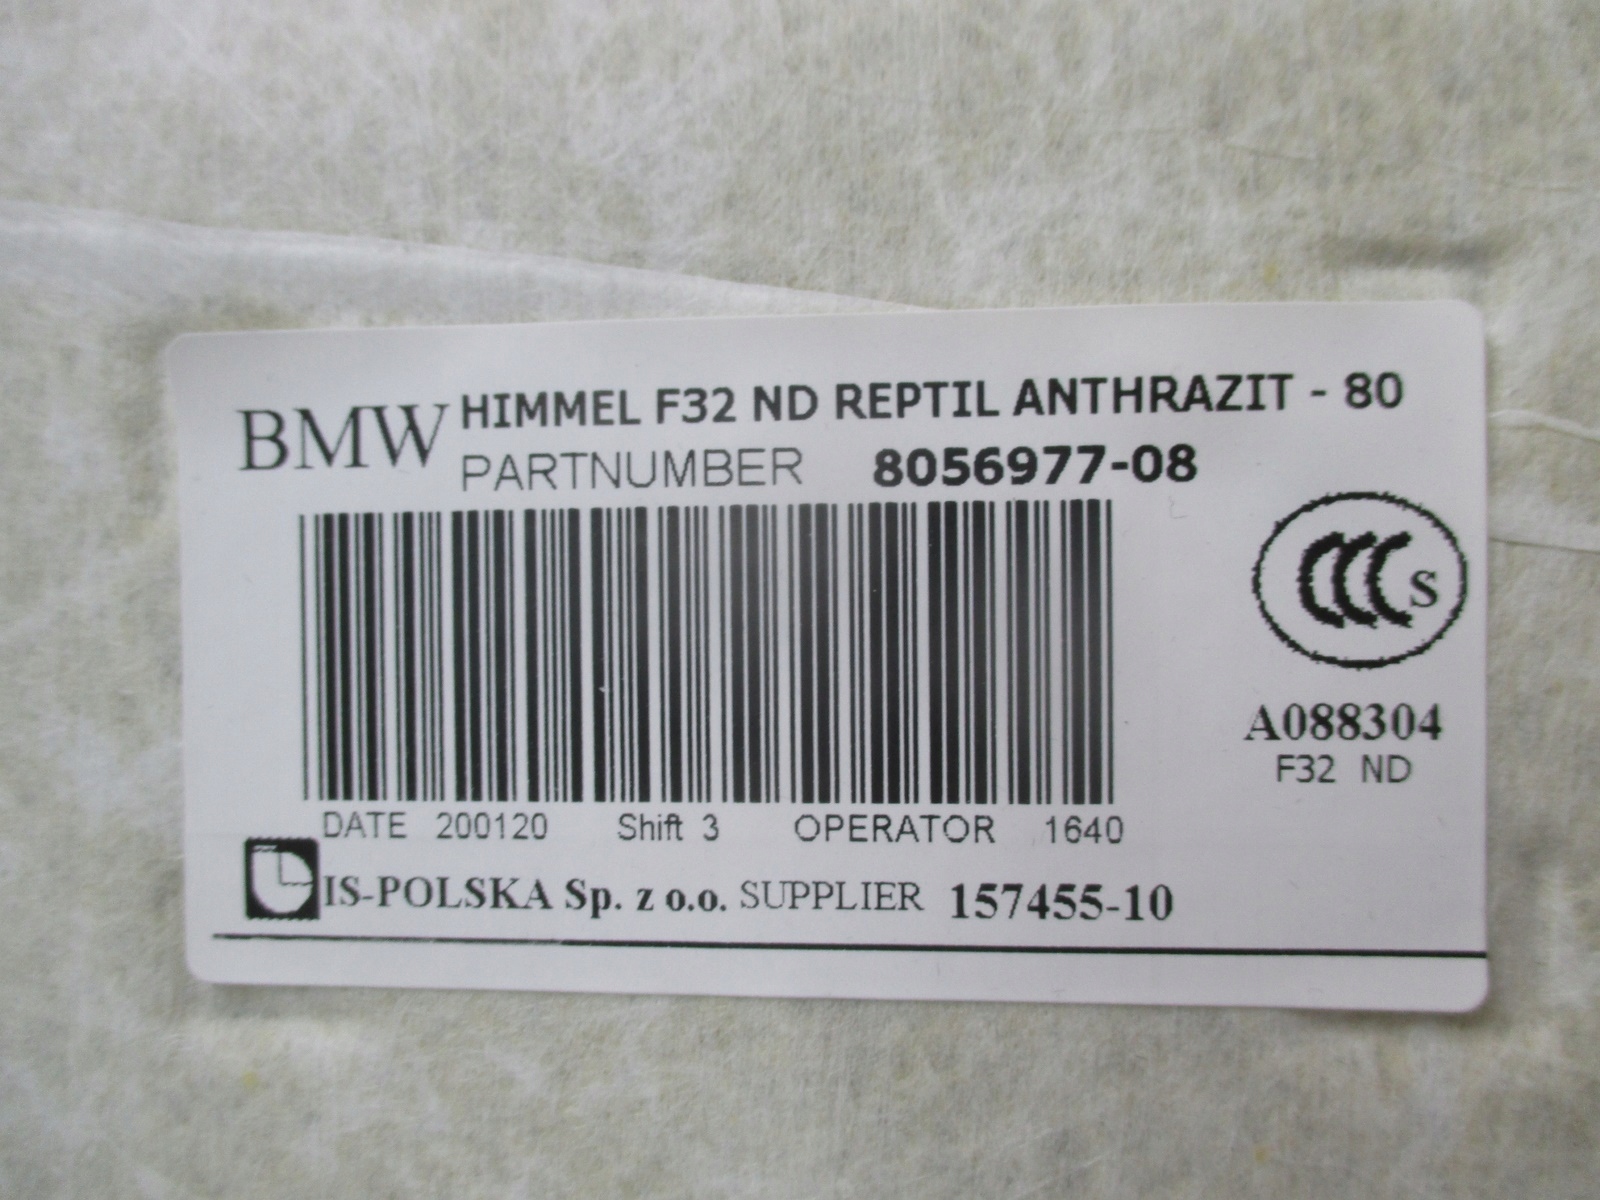 BMW HIMMEL F32 ND REPTIL ANTHRAZIT - 80
PARTNUMBER 8056977-08
CCC S
A088304
F32 ND
DATE 200120 Shift 3 OPERATOR 1640
IS-POLSKA Sp. z o.o. SUPPLIER 157455-10